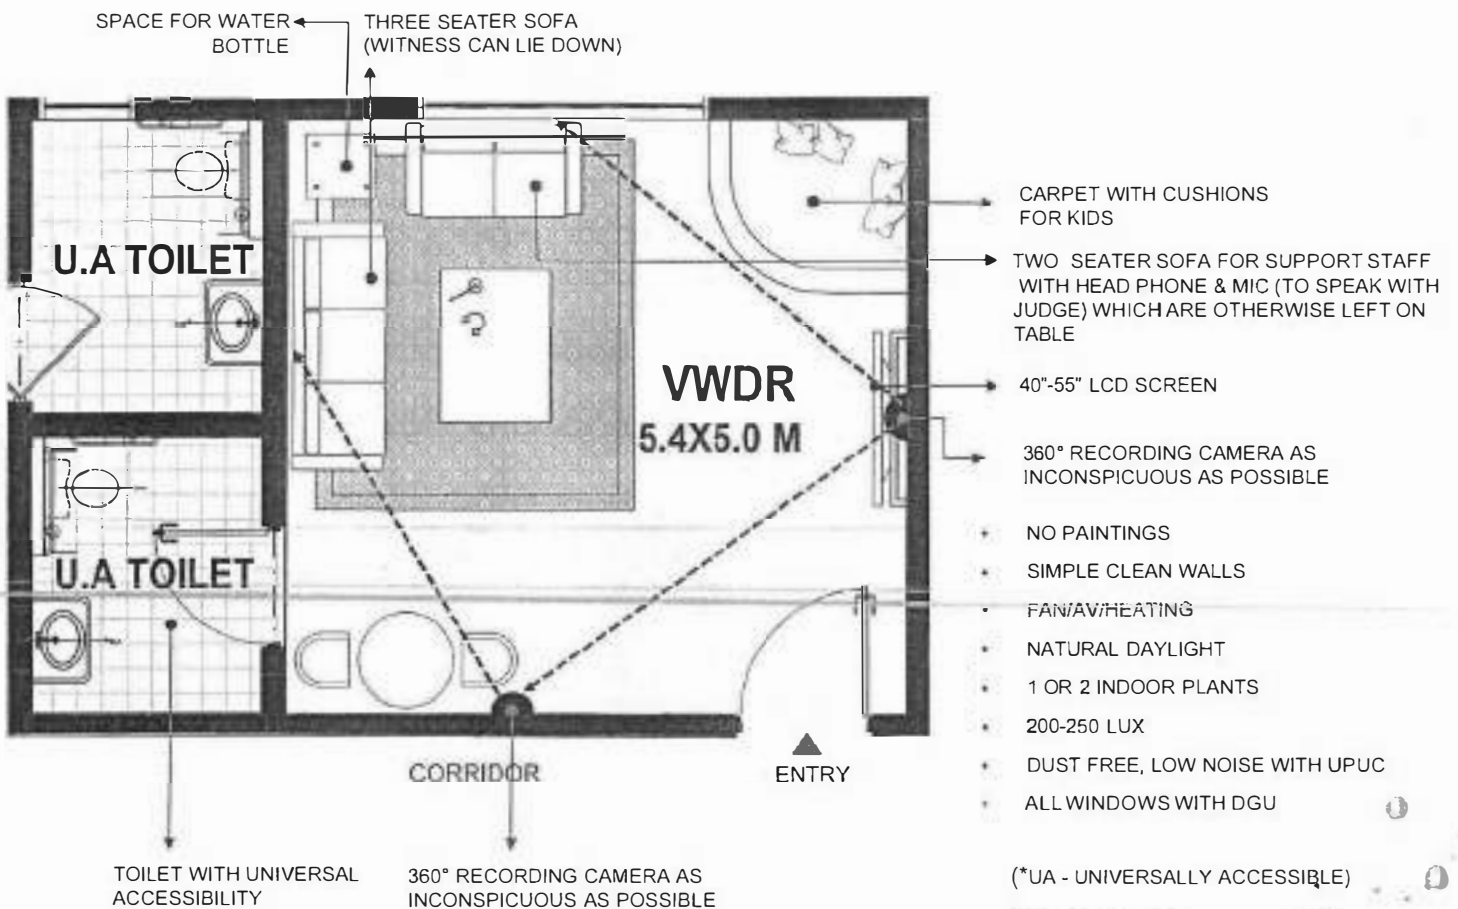 SPACE FOR WATER
BOTTLE
THREE SEATER SOFA
(WITNESS CAN LIE DOWN)
U.A TOILET
VWDR
5.4X5.0 M
U.A TOILET
CORRIDOR
ENTRY
CARPET WITH CUSHIONS
FOR KIDS
TWO SEATER SOFA FOR SUPPORT STAFF
WITH HEAD PHONE & MIC (TO SPEAK WITH
JUDGE) WHICH ARE OTHERWISE LEFT ON
TABLE
40"-55" LCD SCREEN
360° RECORDING CAMERA AS
INCONSPICUOUS AS POSSIBLE
NO PAINTINGS
SIMPLE CLEAN WALLS
FAN/AV/HEATING
NATURAL DAYLIGHT
1 OR 2 INDOOR PLANTS
200-250 LUX
DUST FREE, LOW NOISE WITH UPUC
ALL WINDOWS WITH DGU
TOILET WITH UNIVERSAL
ACCESSIBILITY
360° RECORDING CAMERA AS
INCONSPICUOUS AS POSSIBLE
(*UA - UNIVERSALLY ACCESSIBLE)